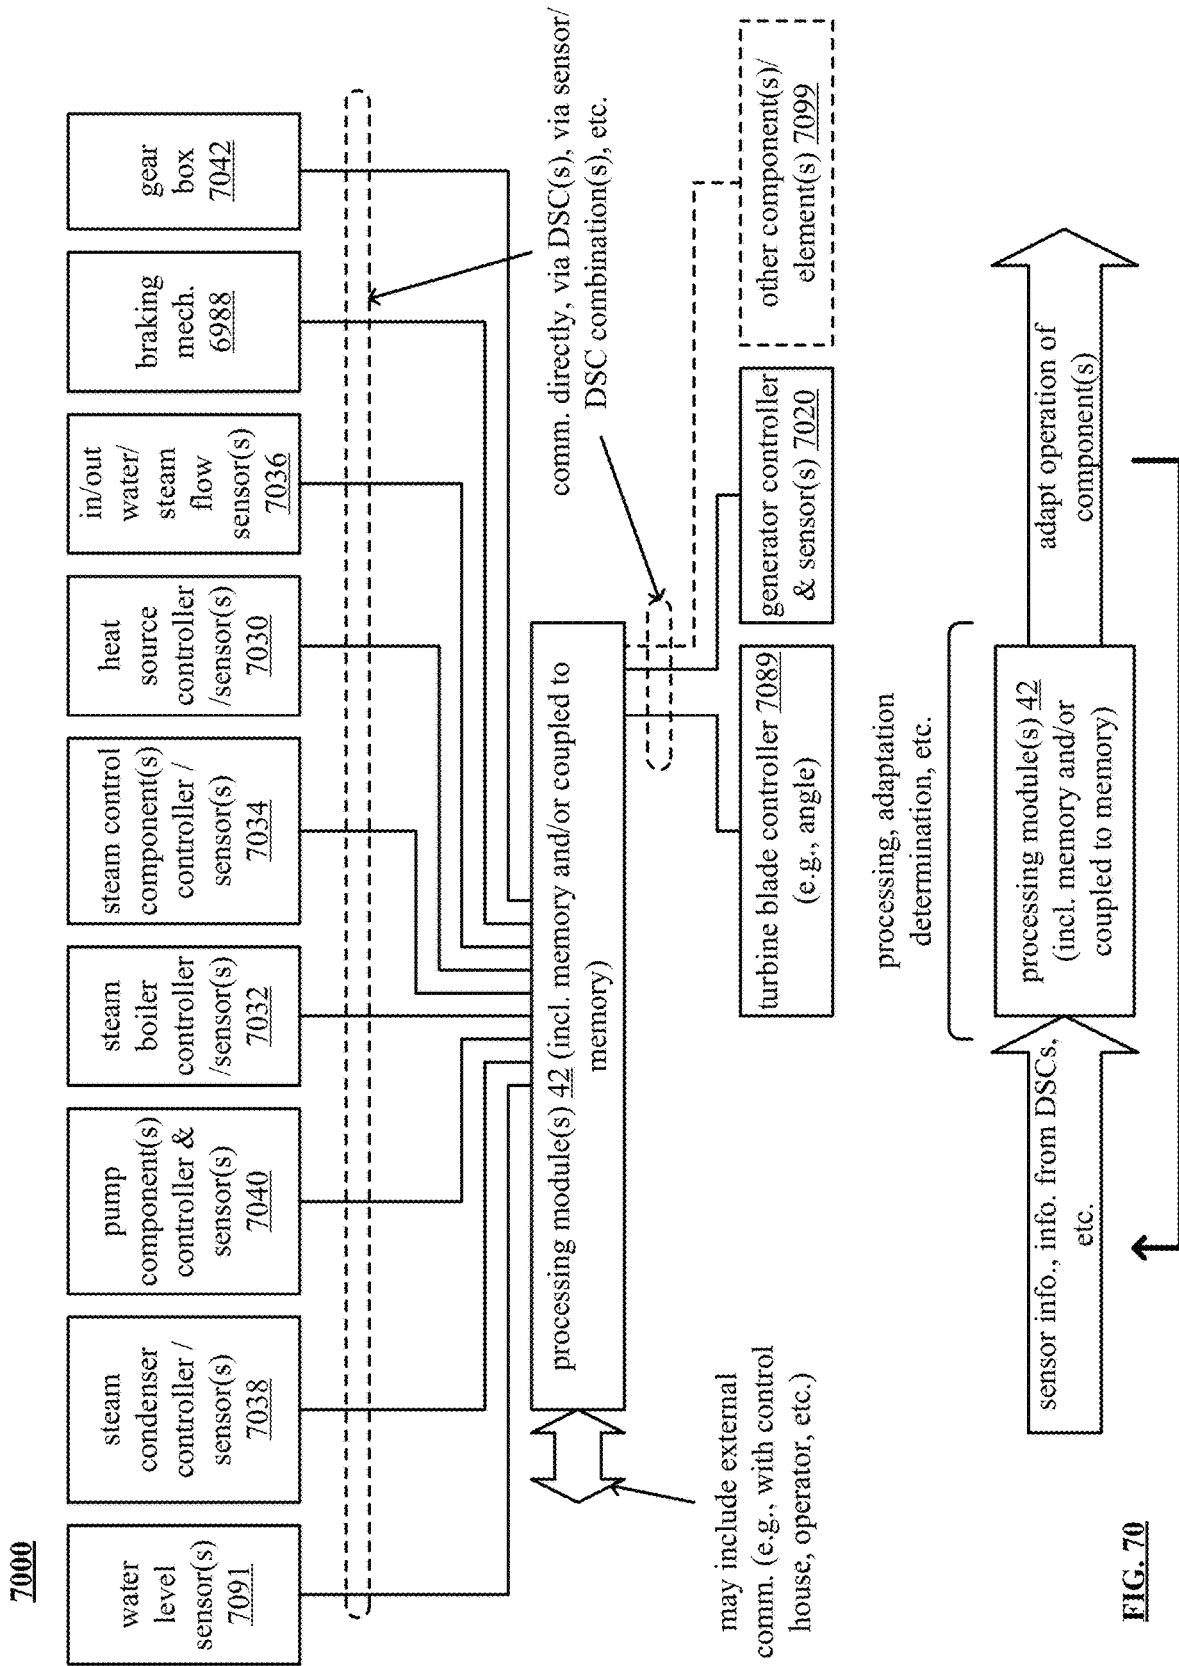 7000
water
level
sensor(s)
7091
steam
condenser
controller /
sensor(s)
7038
pump
component(s)
controller &
sensor(s)
7040
steam
boiler
controller
/sensor(s)
7032
steam control
component(s)
controller /
sensor(s)
7034
heat
source
controller
/sensor(s)
7030
in/out
water/
steam
flow
sensor(s)
7036
braking
mech.
6988
gear
box
7042
comm. directly, via DSC(s), via sensor/
DSC combination(s), etc.
processing module(s) 42 (incl. memory and/or coupled to
memory)
may include external
comm. (e.g., with control
house, operator, etc.)
turbine blade controller 7089
(e.g., angle)
generator controller
& sensor(s) 7020
other component(s)/
element(s) 7099
processing, adaptation
determination, etc.
sensor info., info. from DSCs,
etc.
processing module(s) 42
(incl. memory and/or
coupled to memory)
adapt operation of
component(s)
FIG. 70